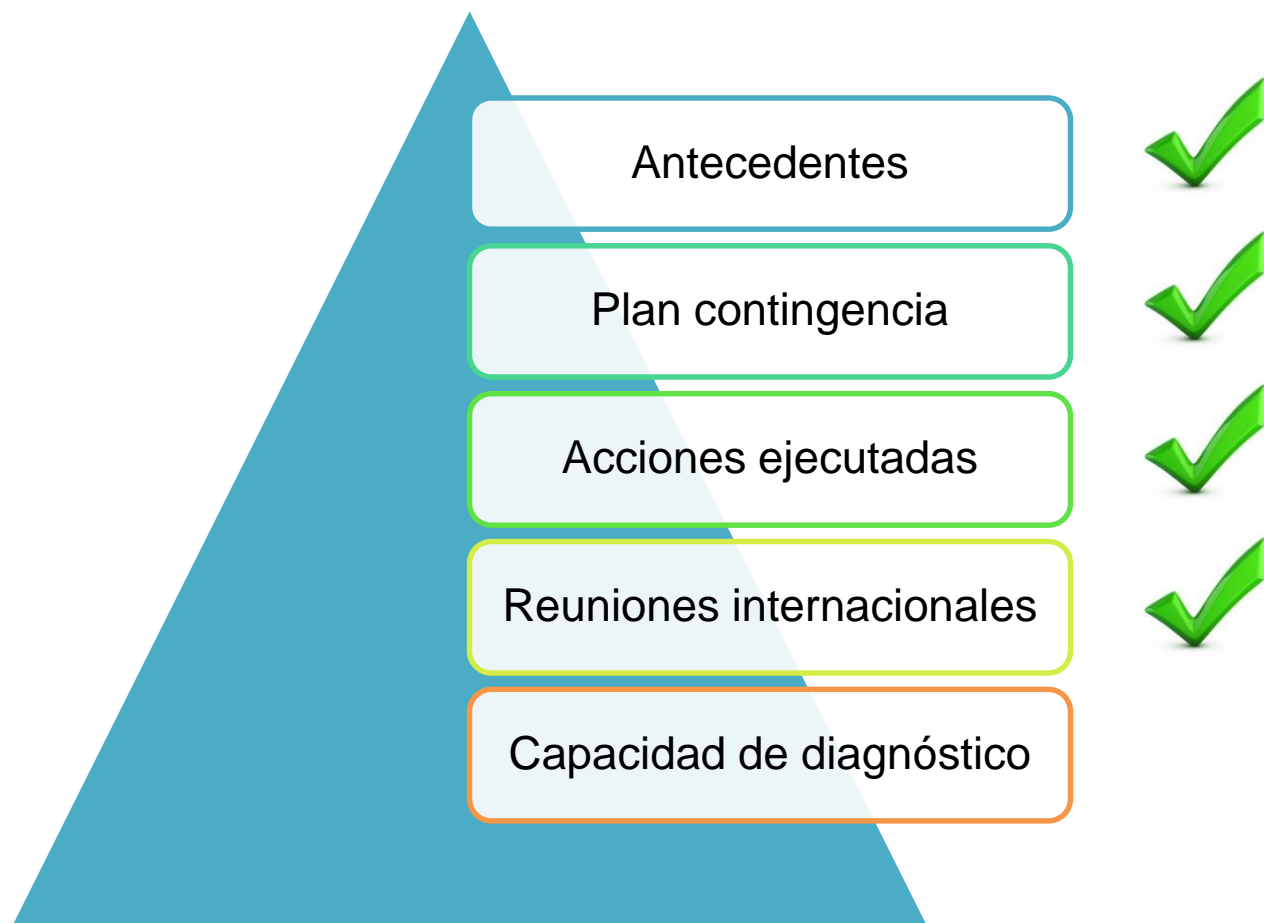 Antecedentes
Plan contingencia
Acciones ejecutadas
Reuniones internacionales
Capacidad de diagnóstico